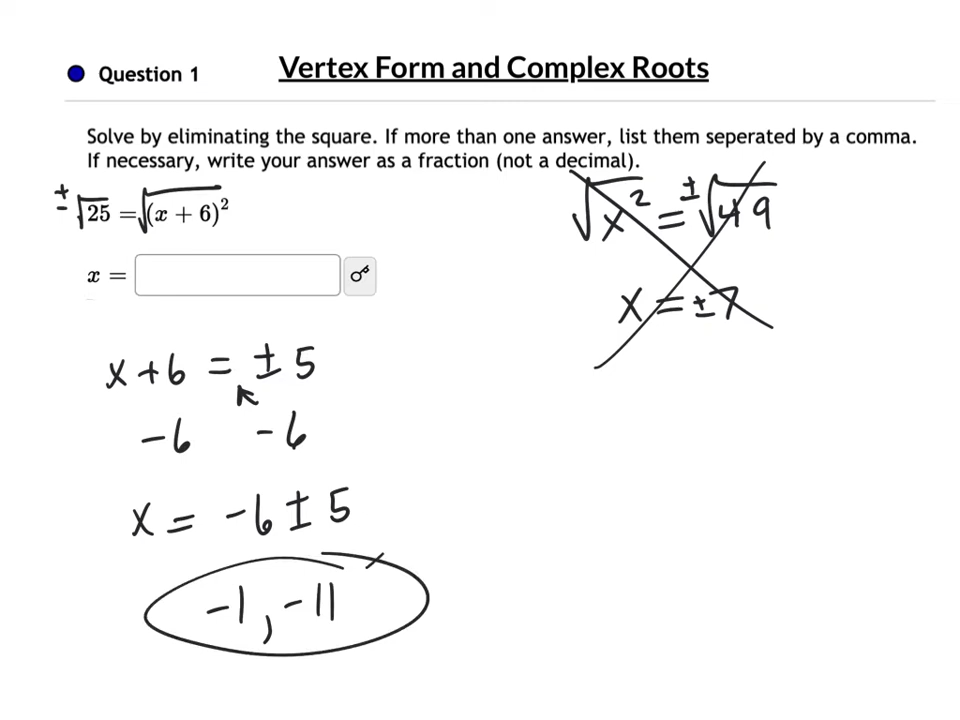 Question 1 Vertex Form and Complex Roots
Solve by eliminating the square. If more than one answer, list them seperated by a comma.
If necessary, write your answer as a fraction (not a decimal).
±√25 = √(x + 6)²
x =
x + 6 = ± 5
-6 -6
x = -6 ± 5
-1, -11
√x² = ±√49
x = ±7